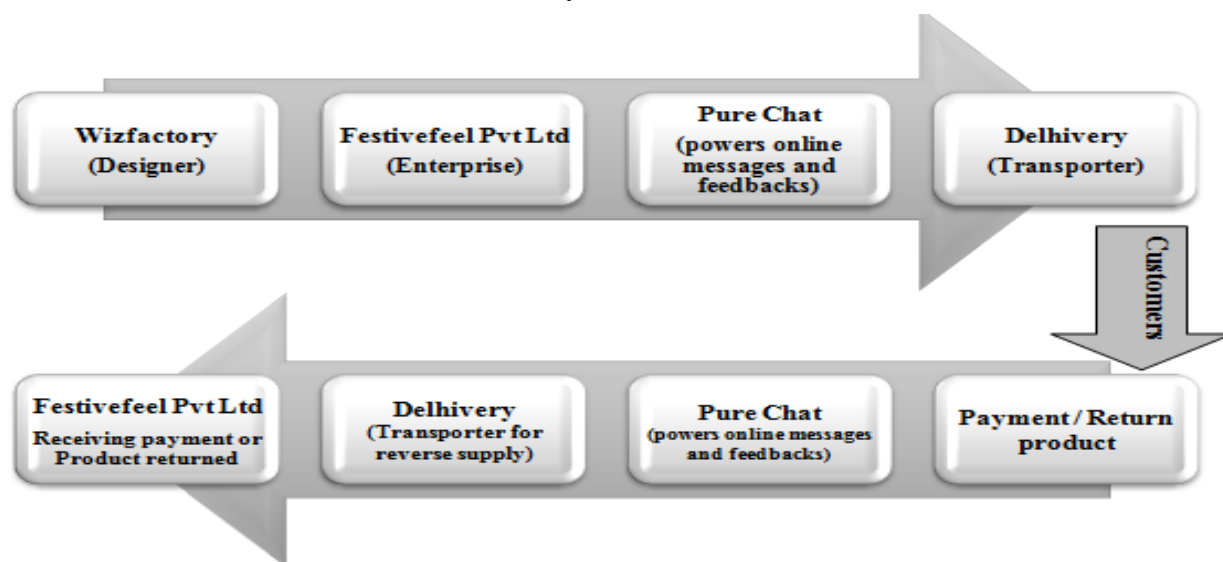 Wizfactory
(Designer)
Festivefeel Pvt Ltd
(Enterprise)
Pure Chat
(powers online
messages and
feedbacks)
Delhivery
(Transporter)
Customers
Festivefeel Pvt Ltd
Receiving payment or
Product returned
Delhivery
(Transporter for
reverse supply)
Pure Chat
(powers online messages
and feedbacks)
Payment / Return
product